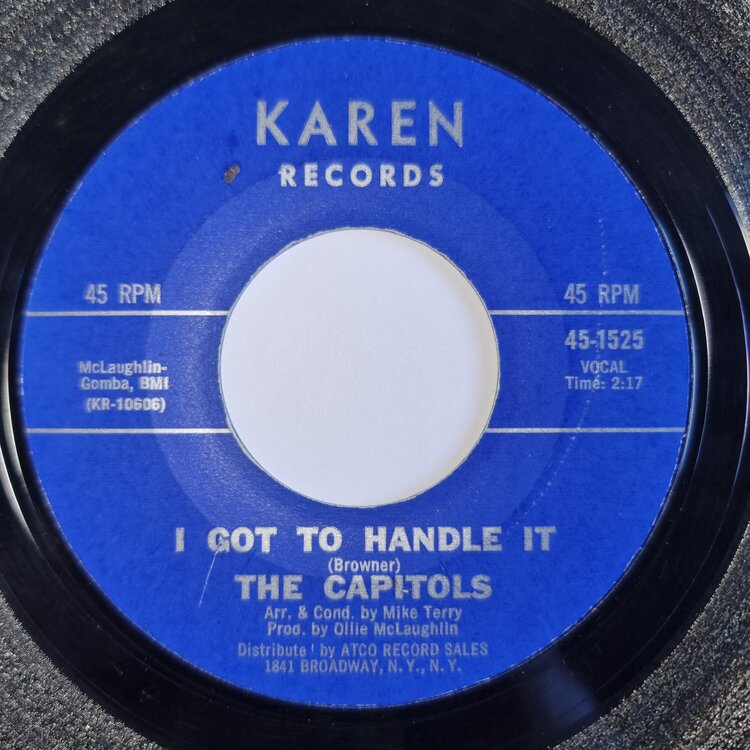 KAREN
RECORDS
45 RPM
45 RPM
45-1525
VOCAL
Time: 2:17
McLaughlin-
Gomba, BMI
(KR-10606)
I GOT TO HANDLE IT
(Browner)
THE CAPITOLS
Arr. & Cond. by Mike Terry
Prod. by Ollie McLaughlin
Distribute ' by ATCO RECORD SALES
1841 BROADWAY, N. Y., N. Y.